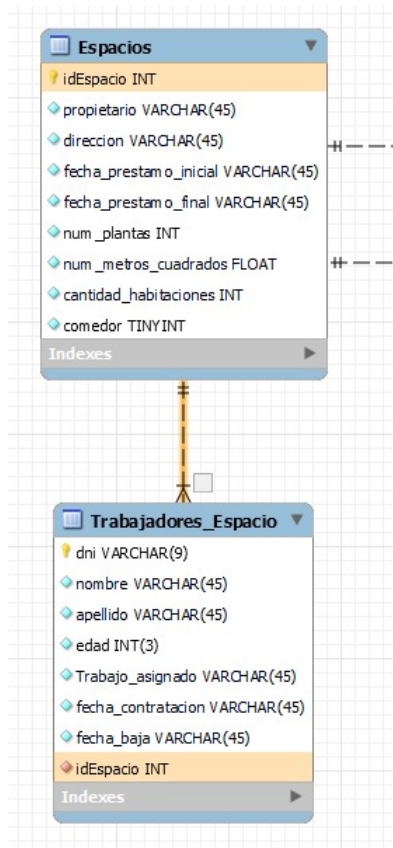 Espacios
idEspacio INT
propietario VARCHAR(45)
direccion VARCHAR(45)
fecha_prestamo_inicial VARCHAR(45)
fecha_prestamo_final VARCHAR(45)
num_plantas INT
num_metros_cuadrados FLOAT
cantidad_habitaciones INT
comedor TINYINT
Indexes
Trabajadores_Espacio
dni VARCHAR(9)
nombre VARCHAR(45)
apellido VARCHAR(45)
edad INT(3)
Trabajo_asignado VARCHAR(45)
fecha_contratacion VARCHAR(45)
fecha_baja VARCHAR(45)
idEspacio INT
Indexes